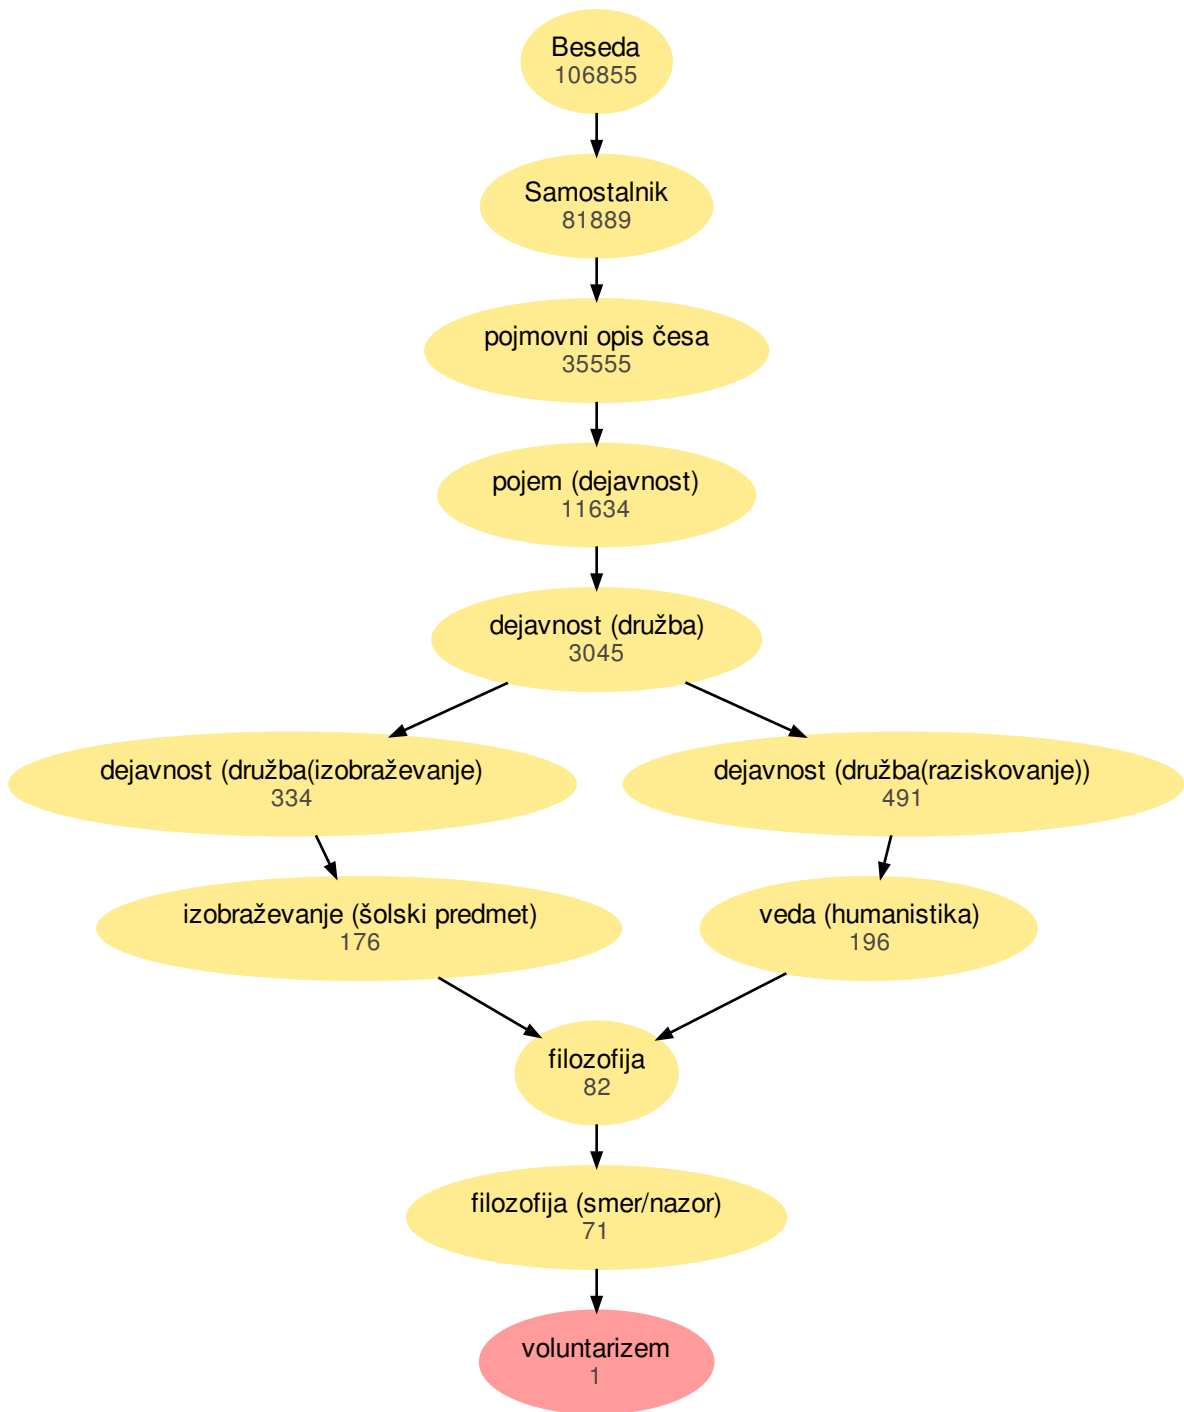 Beseda
106855
Samostalnik
81889
pojmovni opis česa
35555
pojem (dejavnost)
11634
dejavnost (družba)
3045
dejavnost (družba(izobraževanje)
334
dejavnost (družba(raziskovanje))
491
izobraževanje (šolski predmet)
176
veda (humanistika)
196
filozofija
82
filozofija (smer/nazor)
71
voluntarizem
1